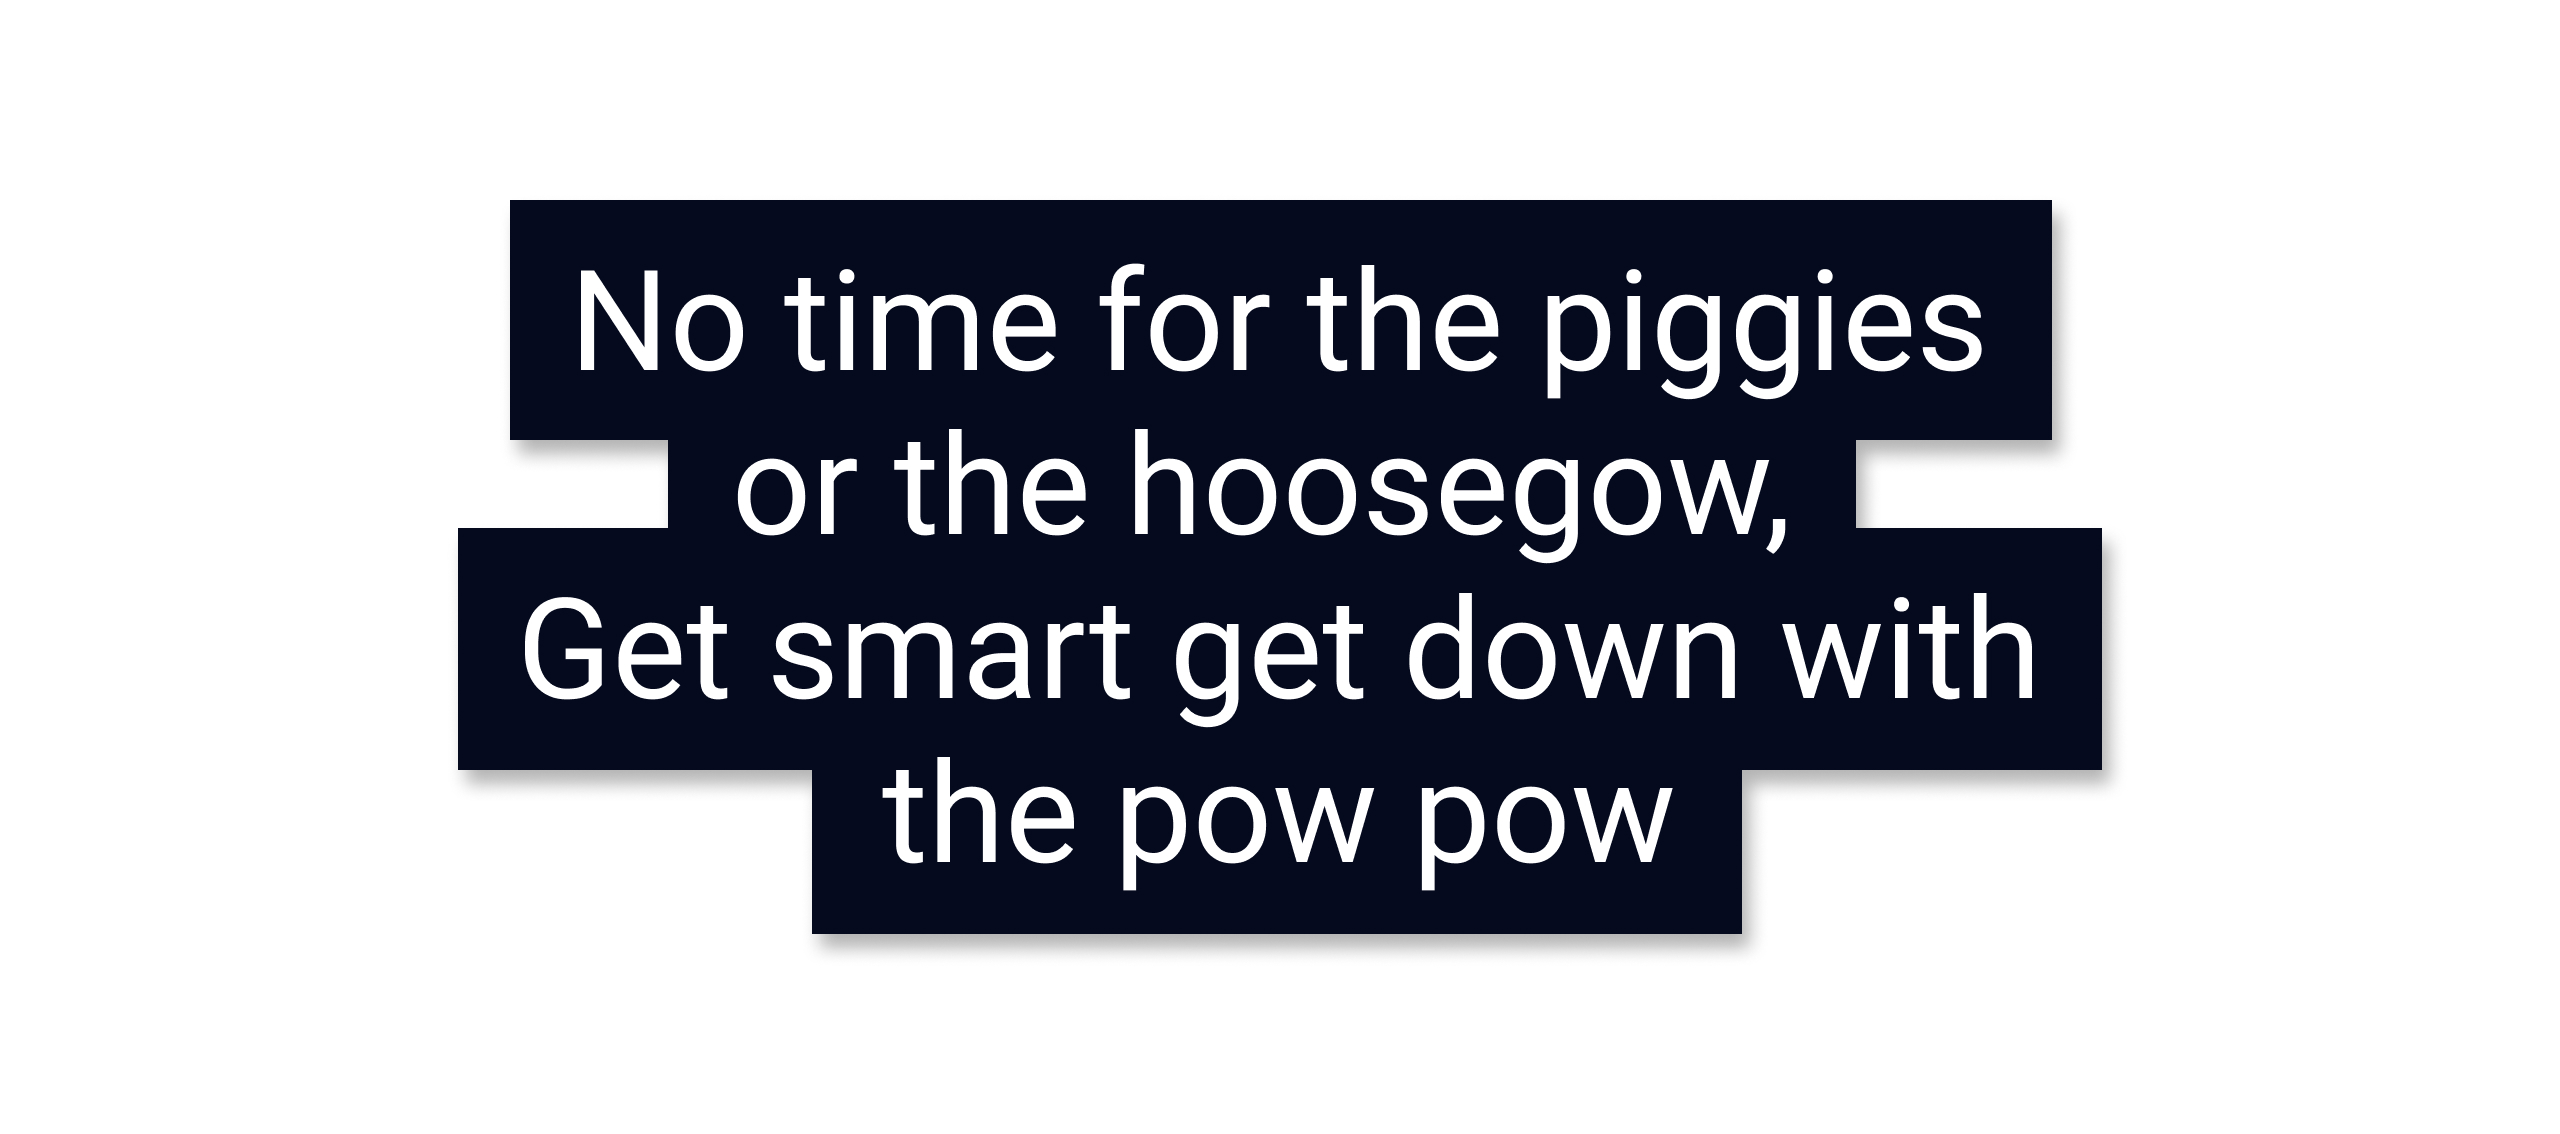 No time for the piggies
or the hoosegow,
Get smart get down with
the pow pow